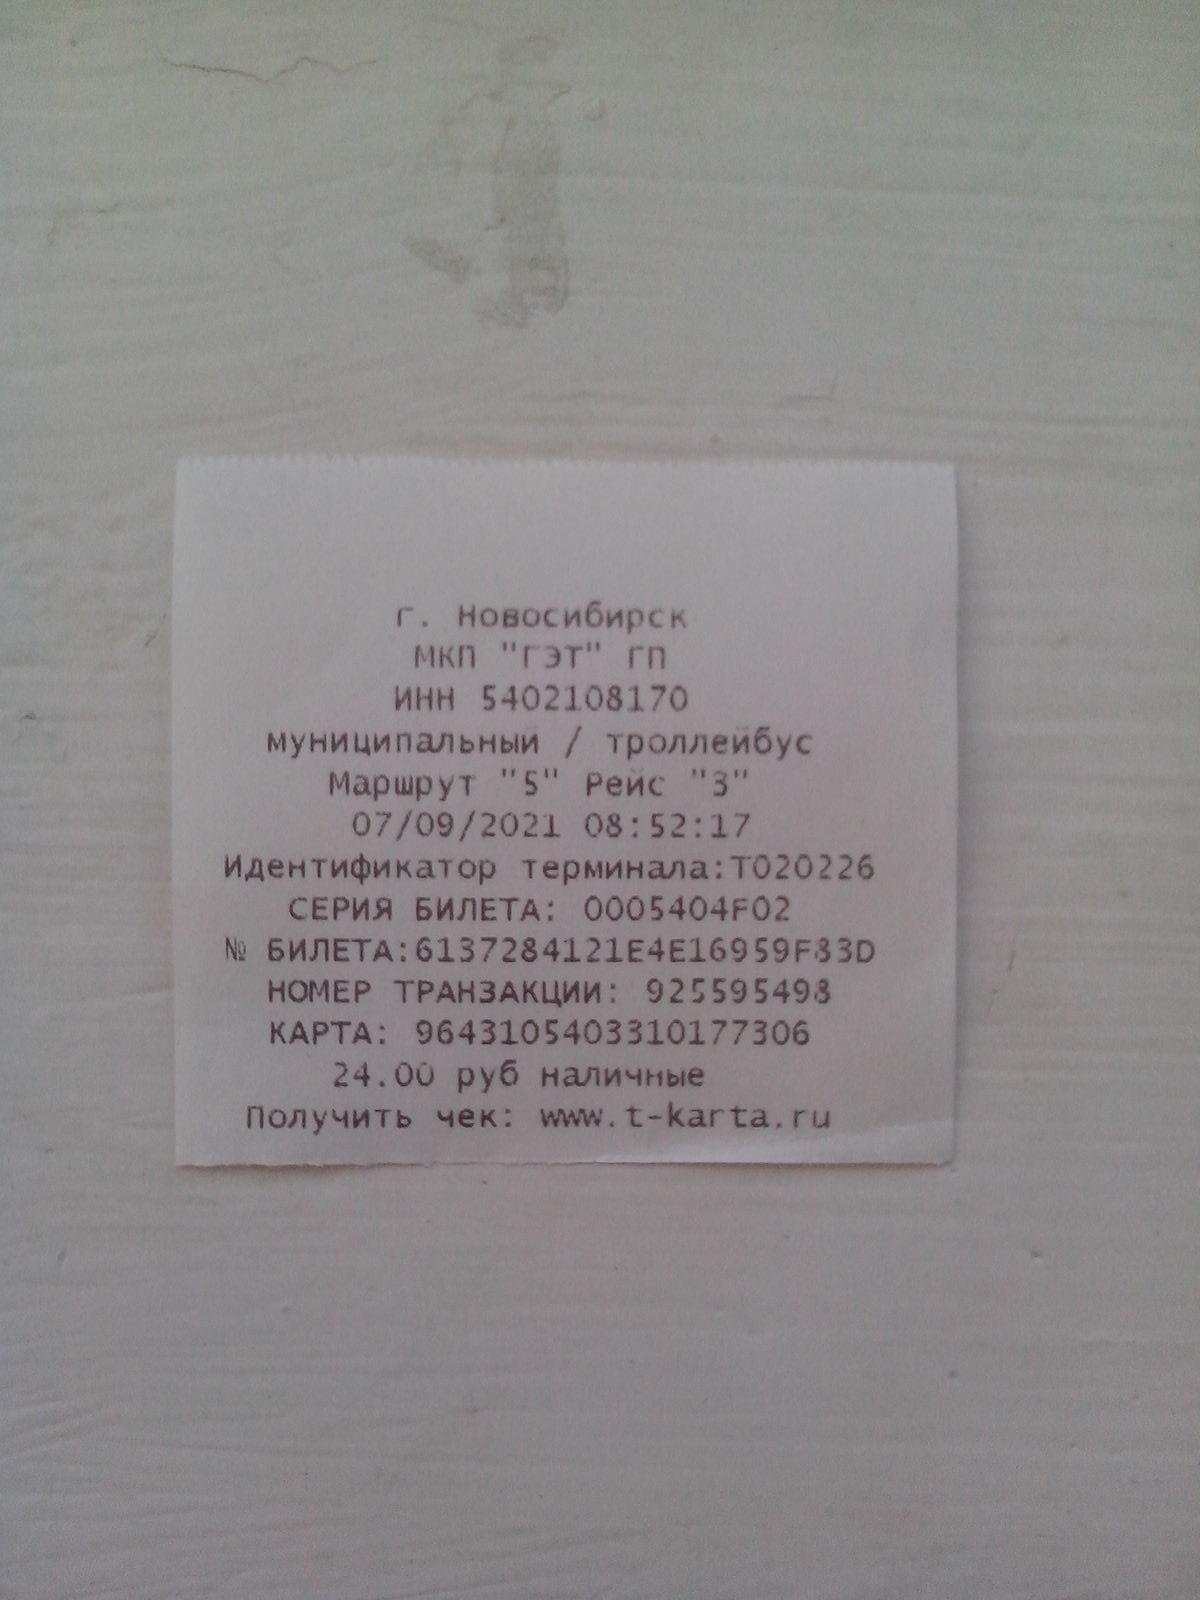 г. Новосибирск
МКП "ГЭТ" ГП
ИНН 5402108170
муниципальный / троллейбус
Маршрут "5" Рейс "3"
07/09/2021 08:52:17
Идентификатор терминала:T020226
СЕРИЯ БИЛЕТА: 0005404F02
№ БИЛЕТА:6137284121E4E16959F83D
НОМЕР ТРАНЗАКЦИИ: 925595498
КАРТА: 9643105403310177306
24.00 руб наличные
Получить чек: www.t-karta.ru